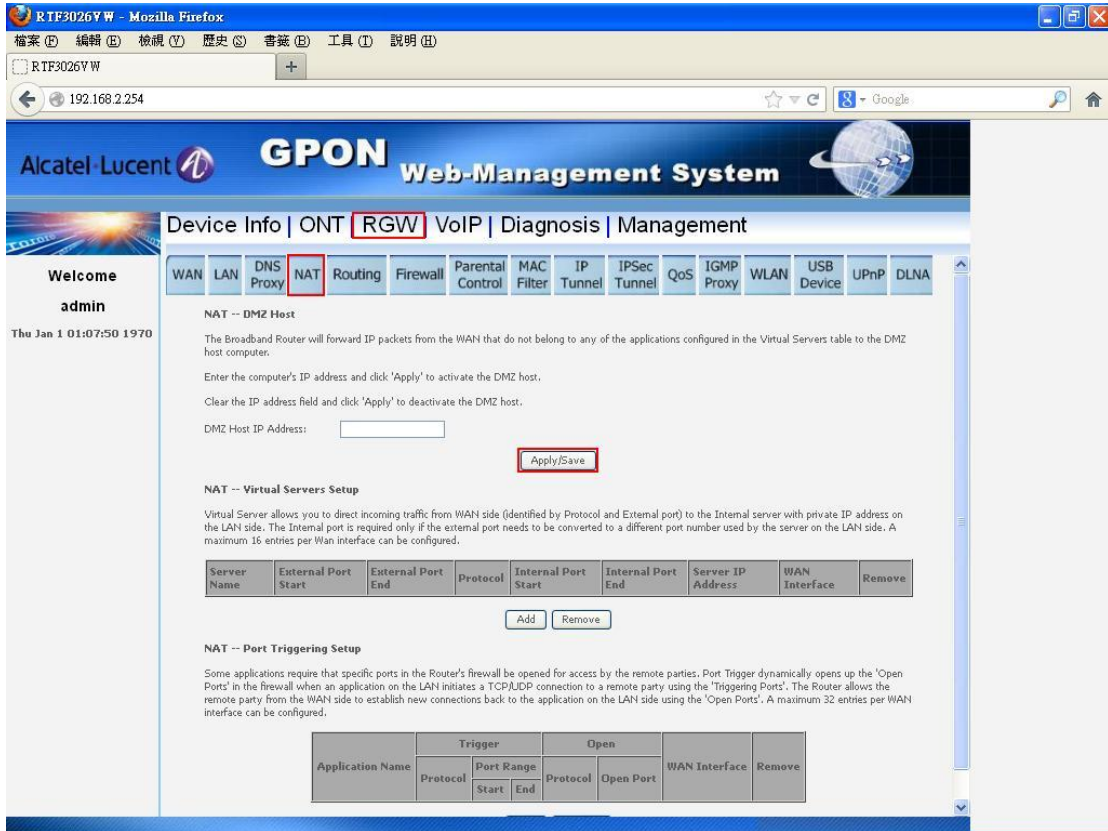 RTF3026VW - Mozilla Firefox
檔案(F) 編輯(E) 檢視(V) 歷史(S) 書籤(B) 工具(T) 說明(H)
RTF3026VW +
192.168.2.254 Google
Alcatel·Lucent GPON Web-Management System
Device Info | ONT | RGW | VoIP | Diagnosis | Management
Welcome
admin
Thu Jan 1 01:07:50 1970
WAN LAN DNS Proxy NAT Routing Firewall Parental Control MAC Filter IP Tunnel IPSec Tunnel QoS IGMP Proxy WLAN USB Device UPnP DLNA
NAT -- DMZ Host
The Broadband Router will forward IP packets from the WAN that do not belong to any of the applications configured in the Virtual Servers table to the DMZ
host computer.
Enter the computer's IP address and click 'Apply' to activate the DMZ host.
Clear the IP address field and click 'Apply' to deactivate the DMZ host.
DMZ Host IP Address:
Apply/Save
NAT -- Virtual Servers Setup
Virtual Server allows you to direct incoming traffic from WAN side (identified by Protocol and External port) to the Internal server with private IP address on
the LAN side. The Internal port is required only if the external port needs to be converted to a different port number used by the server on the LAN side. A
maximum 16 entries per Wan interface can be configured.
Server Name External Port Start External Port End Protocol Internal Port Start Internal Port End Server IP Address WAN Interface Remove
Add Remove
NAT -- Port Triggering Setup
Some applications require that specific ports in the Router's firewall be opened for access by the remote parties. Port Trigger dynamically opens up the 'Open
Ports' in the firewall when an application on the LAN initiates a TCP/UDP connection to a remote party using the 'Triggering Ports'. The Router allows the
remote party from the WAN side to establish new connections back to the application on the LAN side using the 'Open Ports'. A maximum 32 entries per WAN
interface can be configured.
Trigger Open
Application Name Protocol Port Range Protocol Open Port WAN Interface Remove
Start End